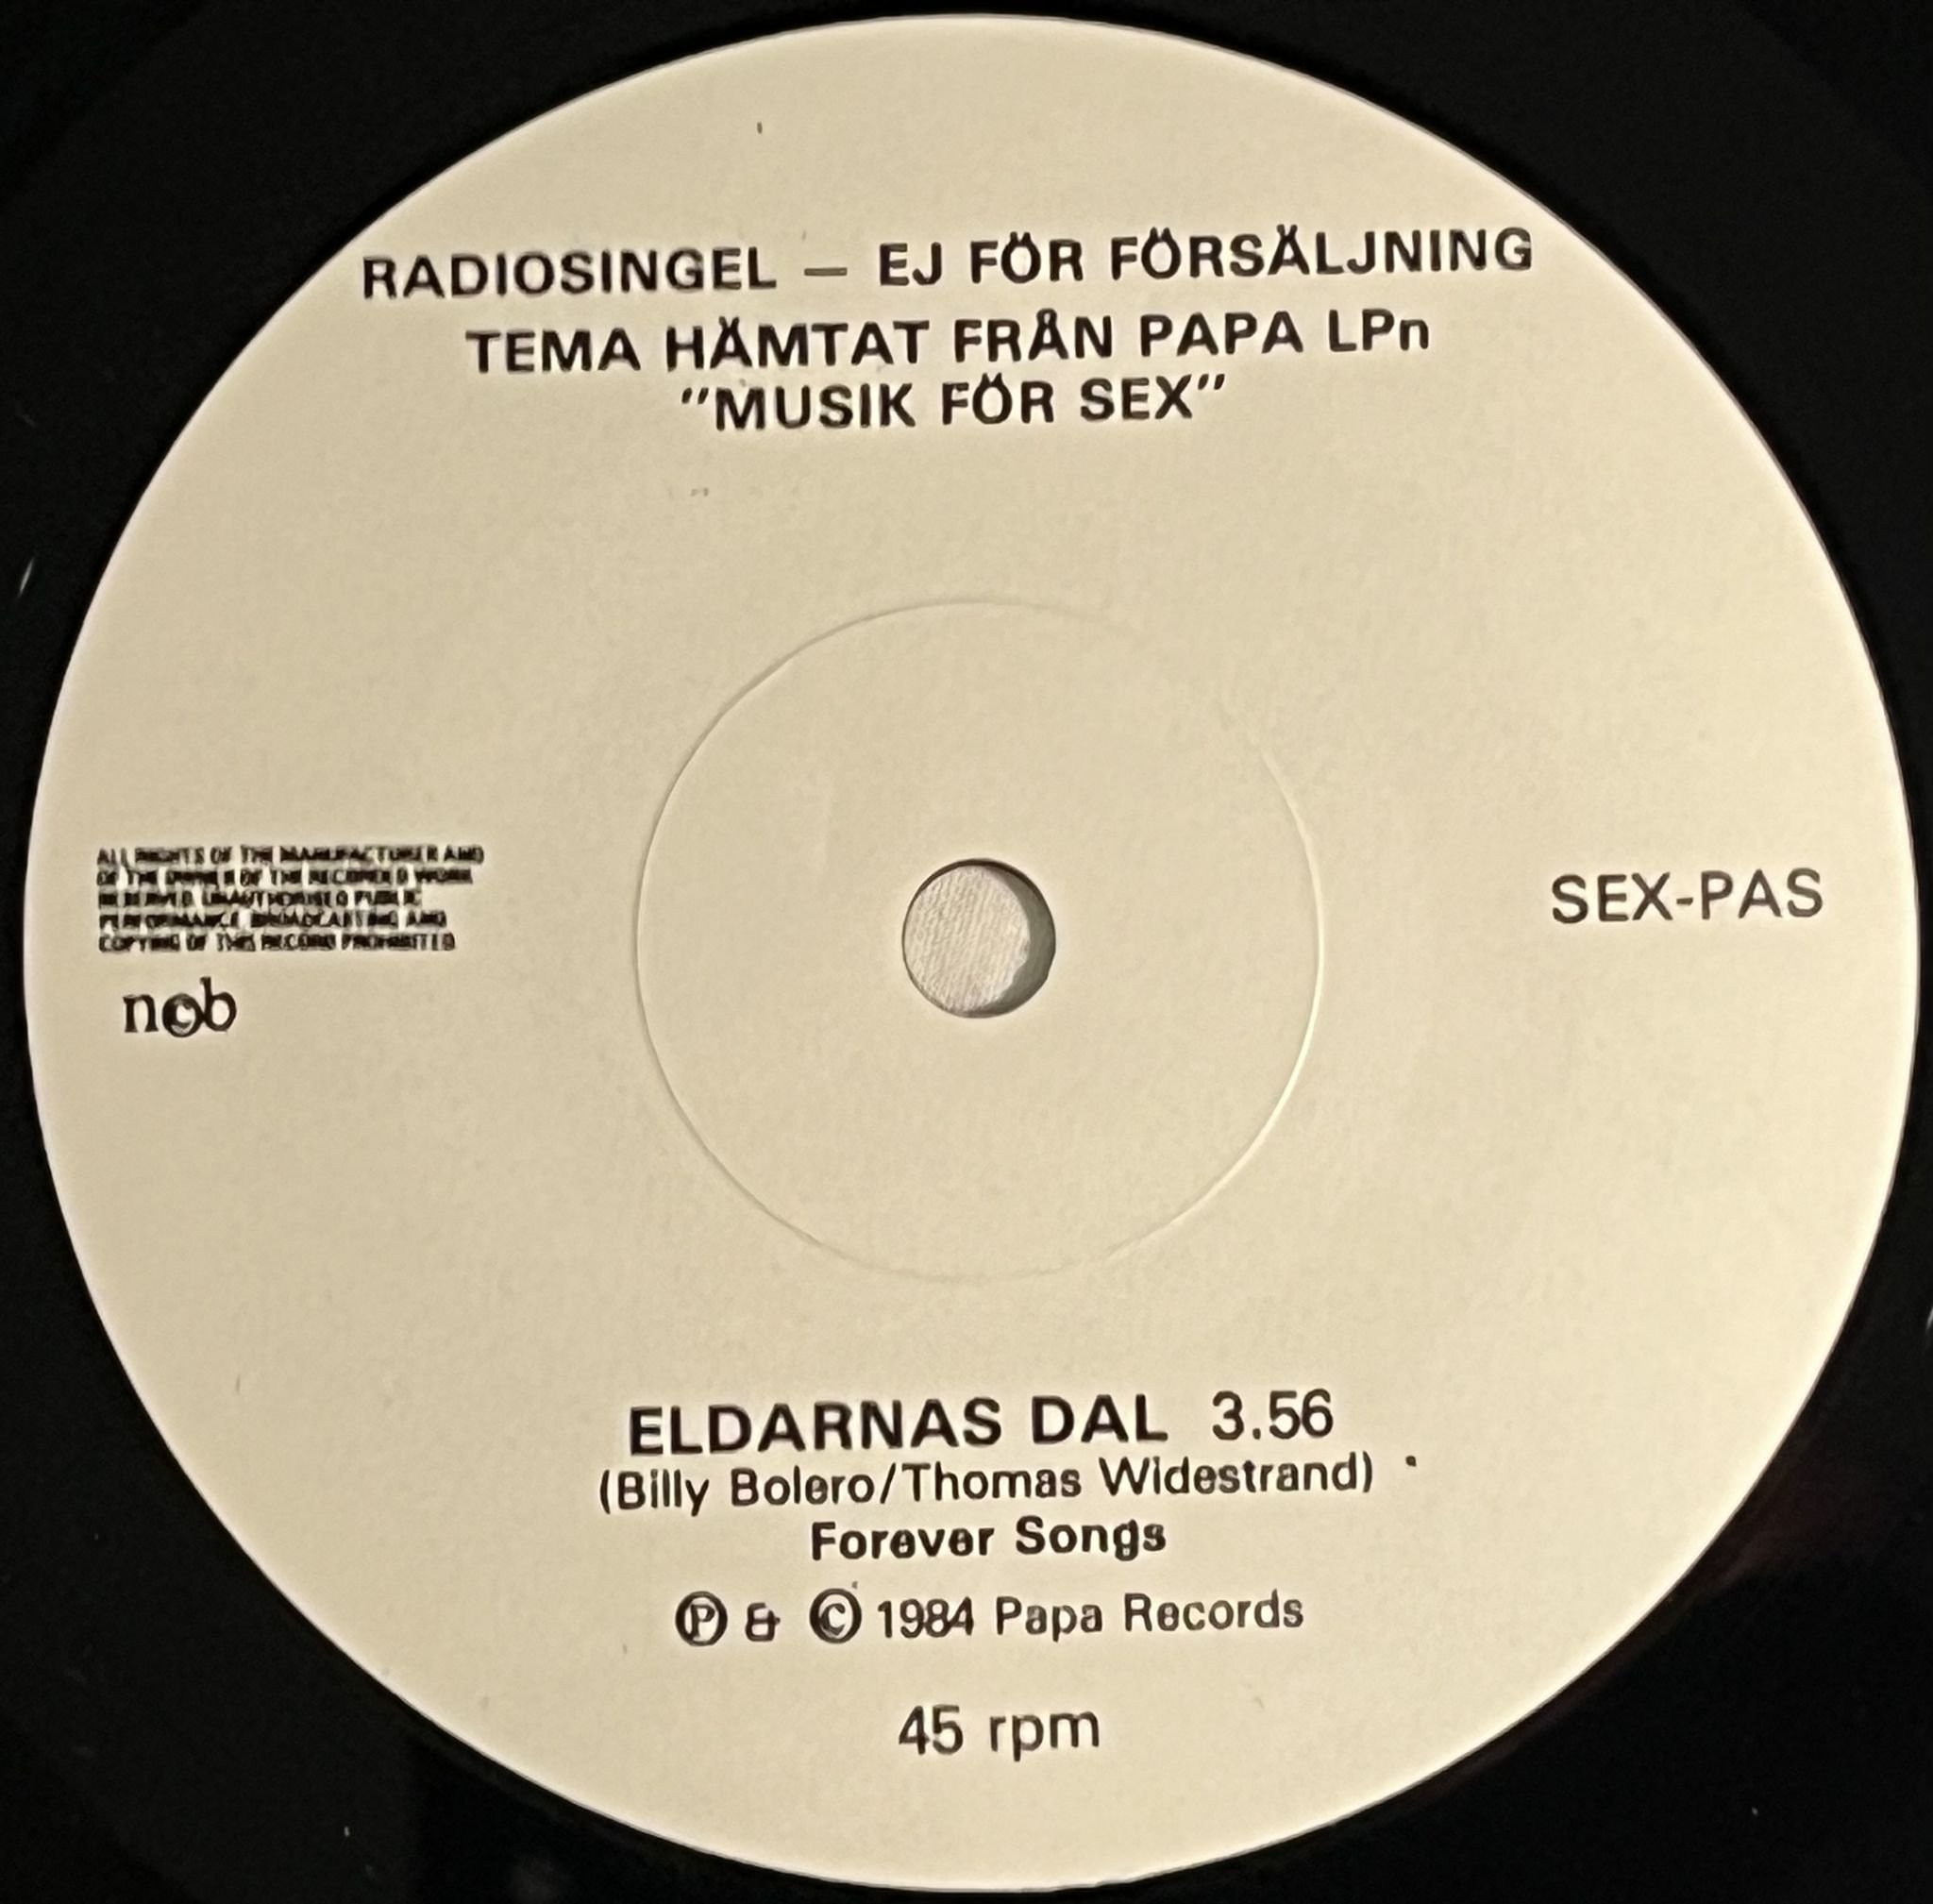 RADIOSINGEL — EJ FÖR FÖRSÄLJNING
TEMA HÄMTAT FRÅN PAPA LPn
"MUSIK FÖR SEX"
ALL RIGHTS OF THE MANUFACTURER AND
OF THE OWNER OF THE RECORDED WORK
RESERVED. UNAUTHORISED PUBLIC
PERFORMANCE, BROADCASTING AND
COPYING OF THIS RECORD PROHIBITED
n©b
SEX-PAS
ELDARNAS DAL 3.56
(Billy Bolero/Thomas Widestrand)
Forever Songs
Ⓟ & © 1984 Papa Records
45 rpm